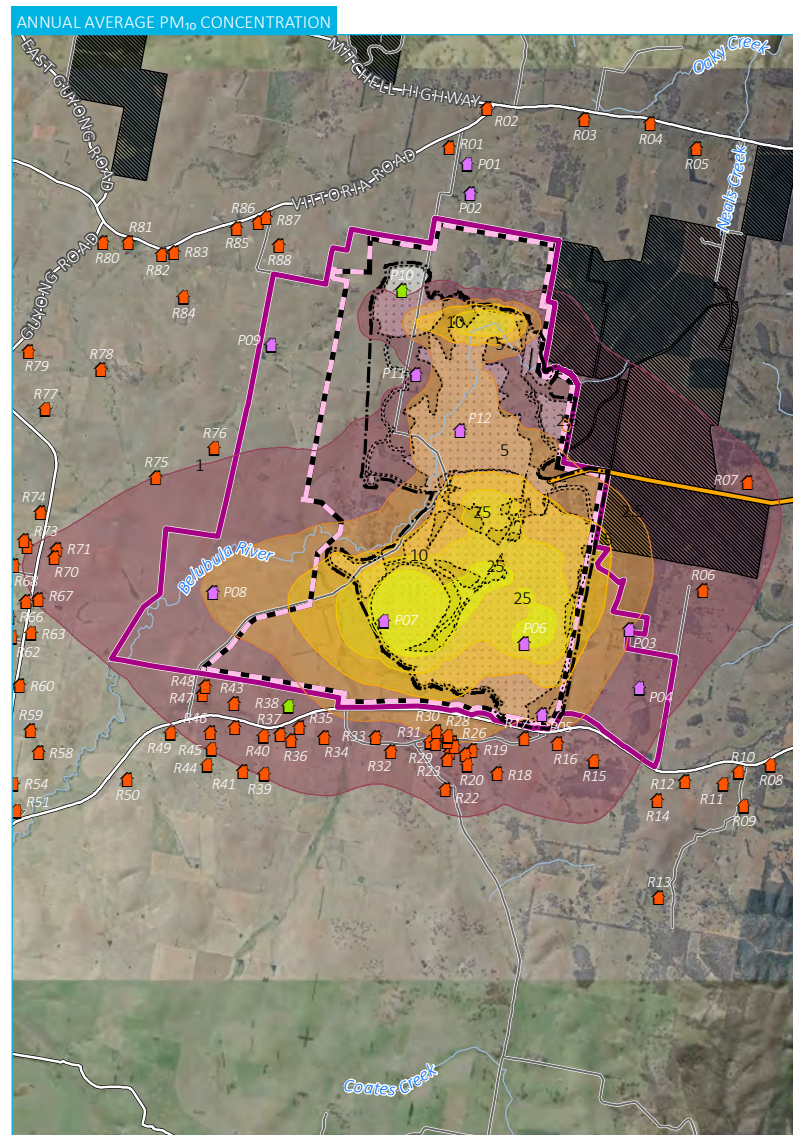 ANNUAL AVERAGE PM₁₀ CONCENTRATION
EAST GUYONG ROAD
MITCHELL HIGHWAY
Oaky Creek
R02
R03
R04
R05
R01
P01
P02
VITTORIA ROAD
Neals Creek
R86
R87
R85
R88
R80
R81
R82
R83
GUYONG ROAD
R84
P10
10
5
P09
R79
R78
P11
R77
P12
R76
5
R75
1
R07
R74
25
R73
Belubula River
10
R71
R70
25
R68
P08
25
R06
R67
R66
P07
P06
P03
R63
R62
R60
P04
R48
R47
R43
R38
P05
R59
R49
R46
R37
R35
R30
R28
R58
R45
R40
R36
R34
R33
R31
R26
R19
R17
R16
R44
R32
R29
R23
R20
R18
R15
R10
R08
R54
R50
R41
R39
R22
R12
R11
R51
R14
R09
R13
Coates Creek